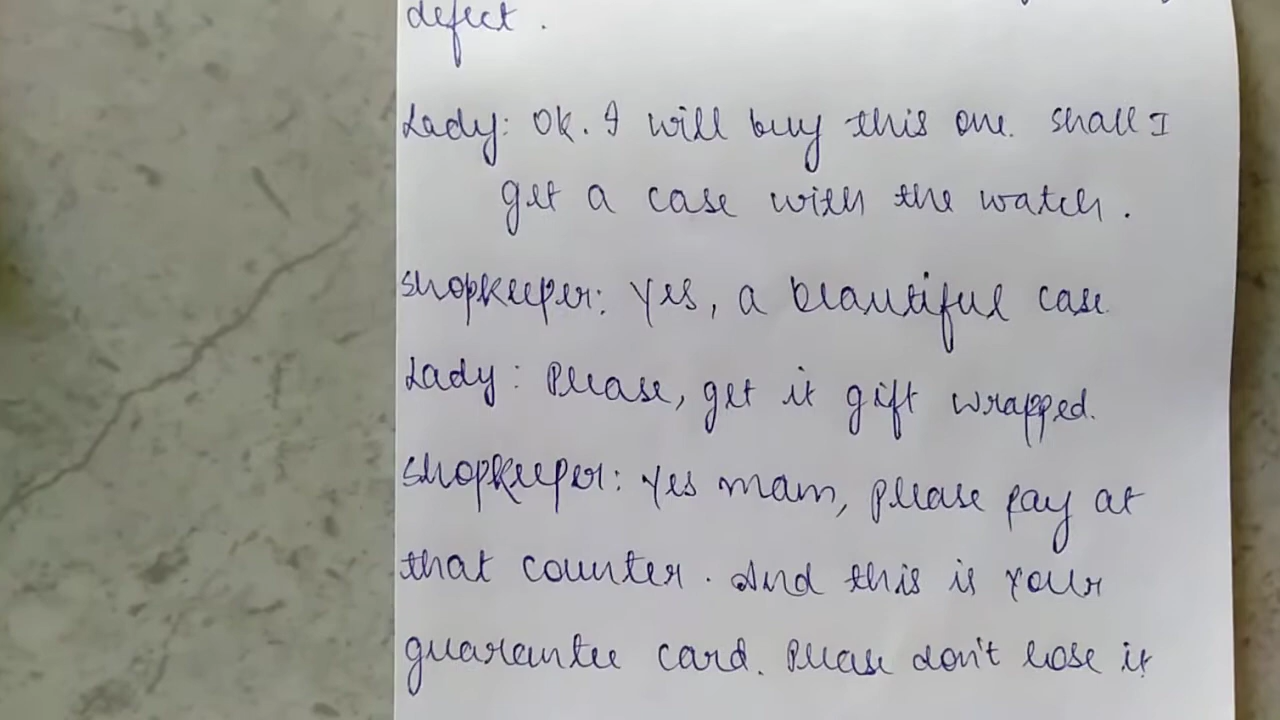 defect.
Lady: Ok. I will buy this one. Shall I
get a case with the watch.
Shopkeeper: Yes, a beautiful case
Lady: Please, get it gift wrapped.
Shopkeeper: Yes mam, please pay at
that counter. And this is your
guarantee card. Please don't lose it